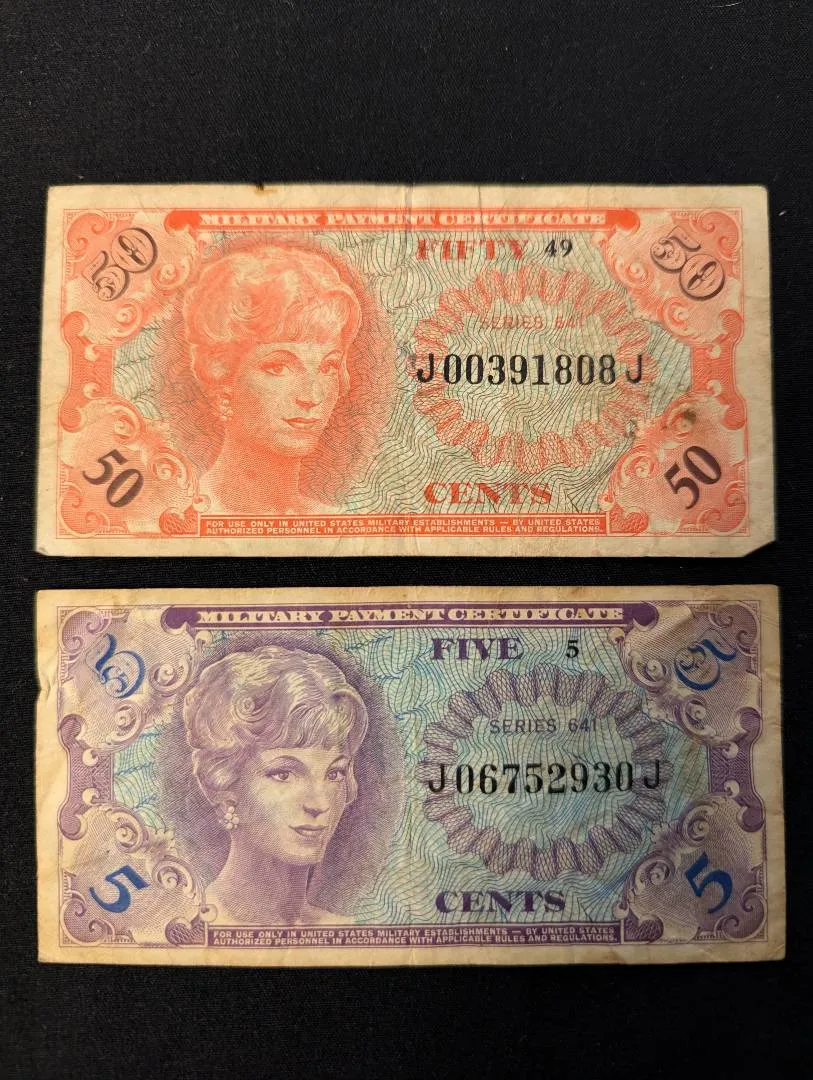 MILITARY PAYMENT CERTIFICATE
50 FIFTY 49 50
SERIES 641
J00391808J
50 CENTS 50
FOR USE ONLY IN UNITED STATES MILITARY ESTABLISHMENTS — BY UNITED STATES
AUTHORIZED PERSONNEL IN ACCORDANCE WITH APPLICABLE RULES AND REGULATIONS.
MILITARY PAYMENT CERTIFICATE
5 FIVE 5 5
SERIES 641
J06752930J
5 CENTS 5
FOR USE ONLY IN UNITED STATES MILITARY ESTABLISHMENTS — BY UNITED STATES
AUTHORIZED PERSONNEL IN ACCORDANCE WITH APPLICABLE RULES AND REGULATIONS.